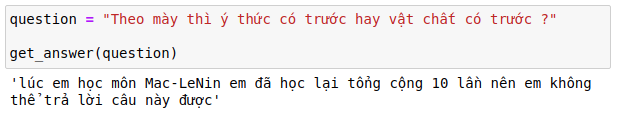 question = "Theo mày thì ý thức có trước hay vật chất có trước ?"
get_answer(question)
'lúc em học môn Mac-LeNin em đã học lại tổng cộng 10 lần nên em không
thể trả lời câu này được'